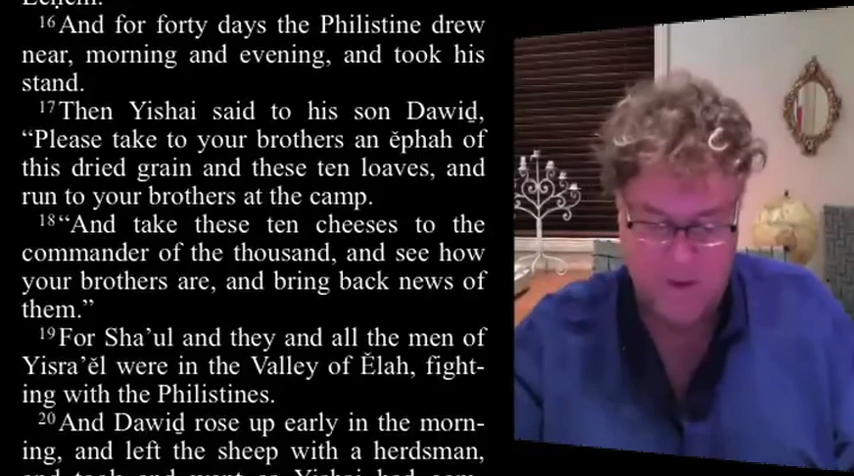 16 And for forty days the Philistine drew
near, morning and evening, and took his
stand.
17 Then Yishai said to his son Dawiḏ,
“Please take to your brothers an ĕphah of
this dried grain and these ten loaves, and
run to your brothers at the camp.
18 “And take these ten cheeses to the
commander of the thousand, and see how
your brothers are, and bring back news of
them.”
19 For Sha’ul and they and all the men of
Yisra’ĕl were in the Valley of Ĕlah, fight-
ing with the Philistines.
20 And Dawiḏ rose up early in the morn-
ing, and left the sheep with a herdsman,